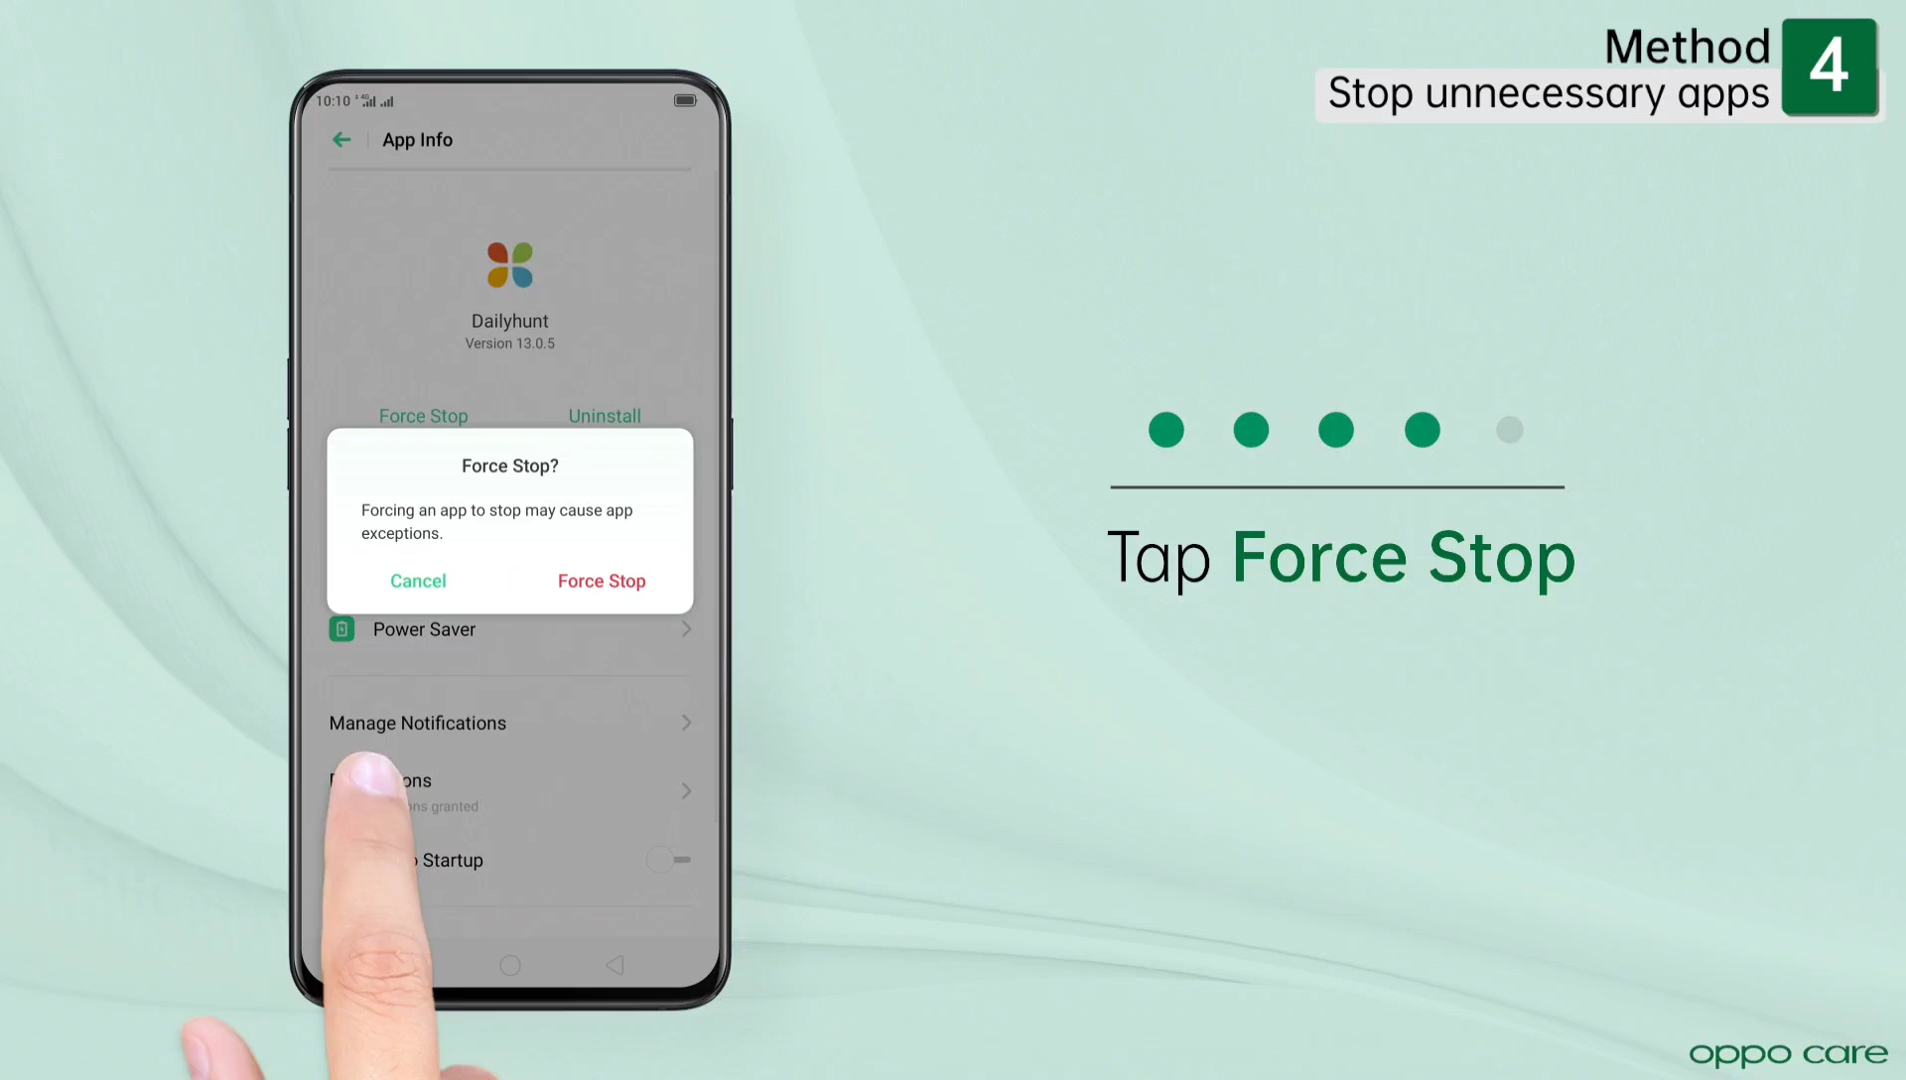 Method
4
Stop unnecessary apps
10:10
4G
App Info
Dailyhunt
Version 13.0.5
Force Stop
Uninstall
Force Stop?
Forcing an app to stop may cause app
exceptions.
Cancel
Force Stop
Power Saver
Manage Notifications
granted
Startup
Tap Force Stop
oppo care